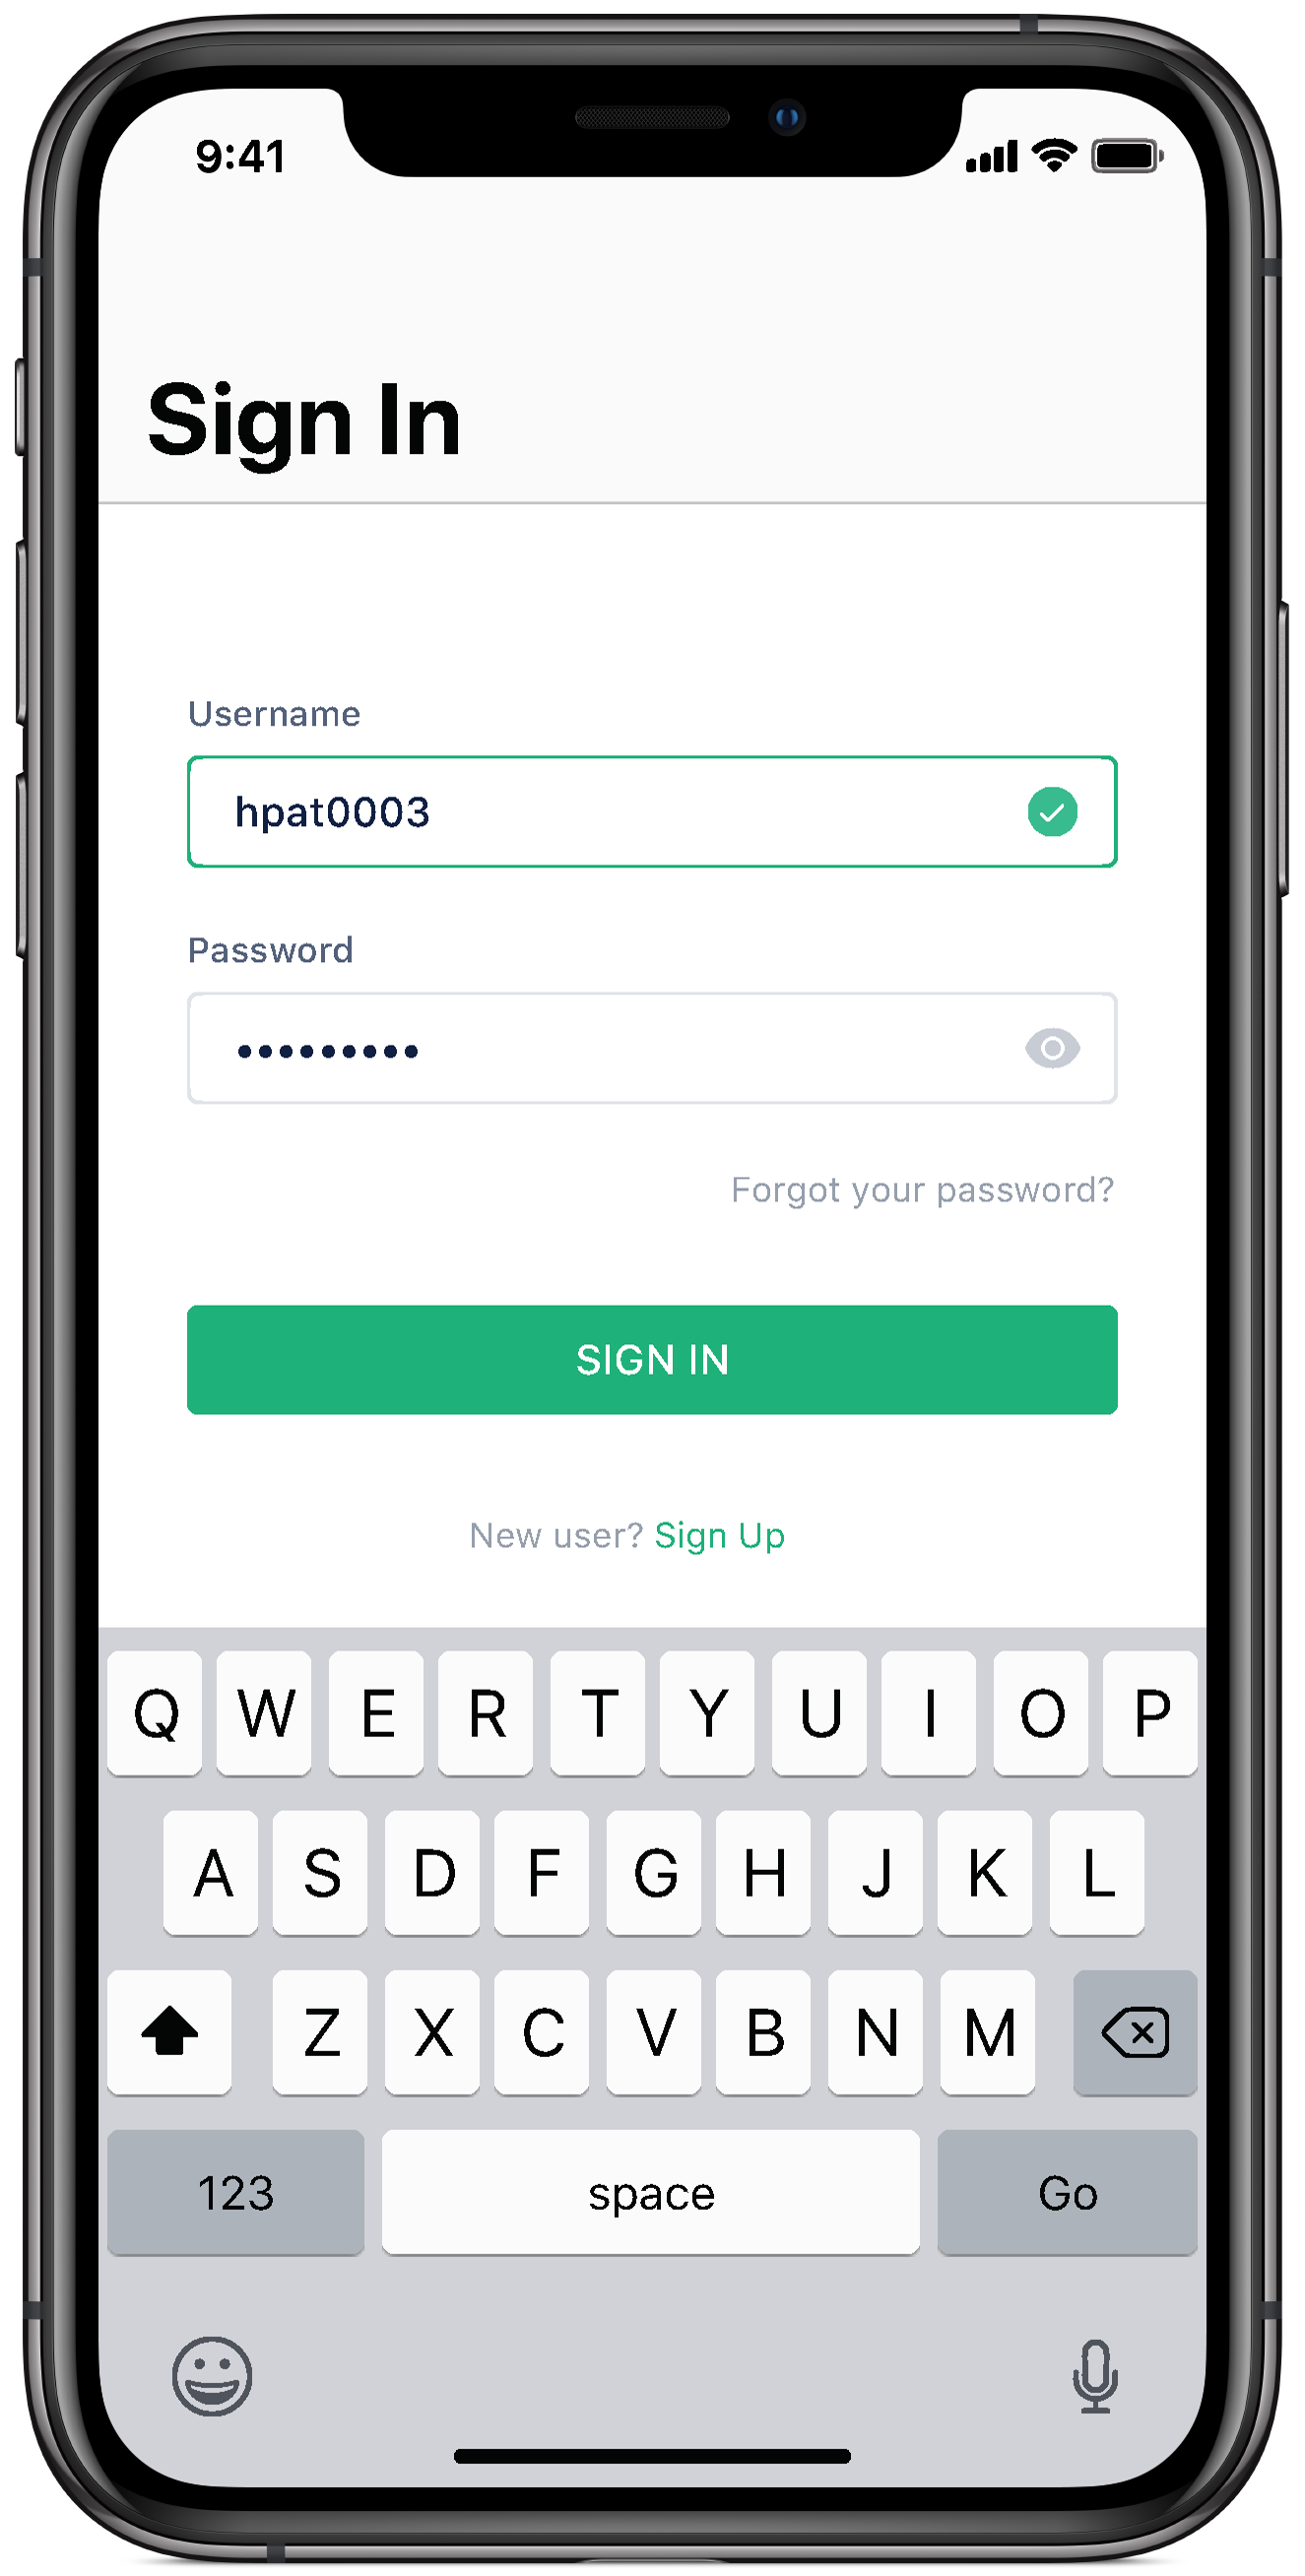 9:41
Sign In
Username
hpat0003
Password
•••••••••
Forgot your password?
SIGN IN
New user? Sign Up
Q W E R T Y U I O P
A S D F G H J K L
Z X C V B N M
123 space Go